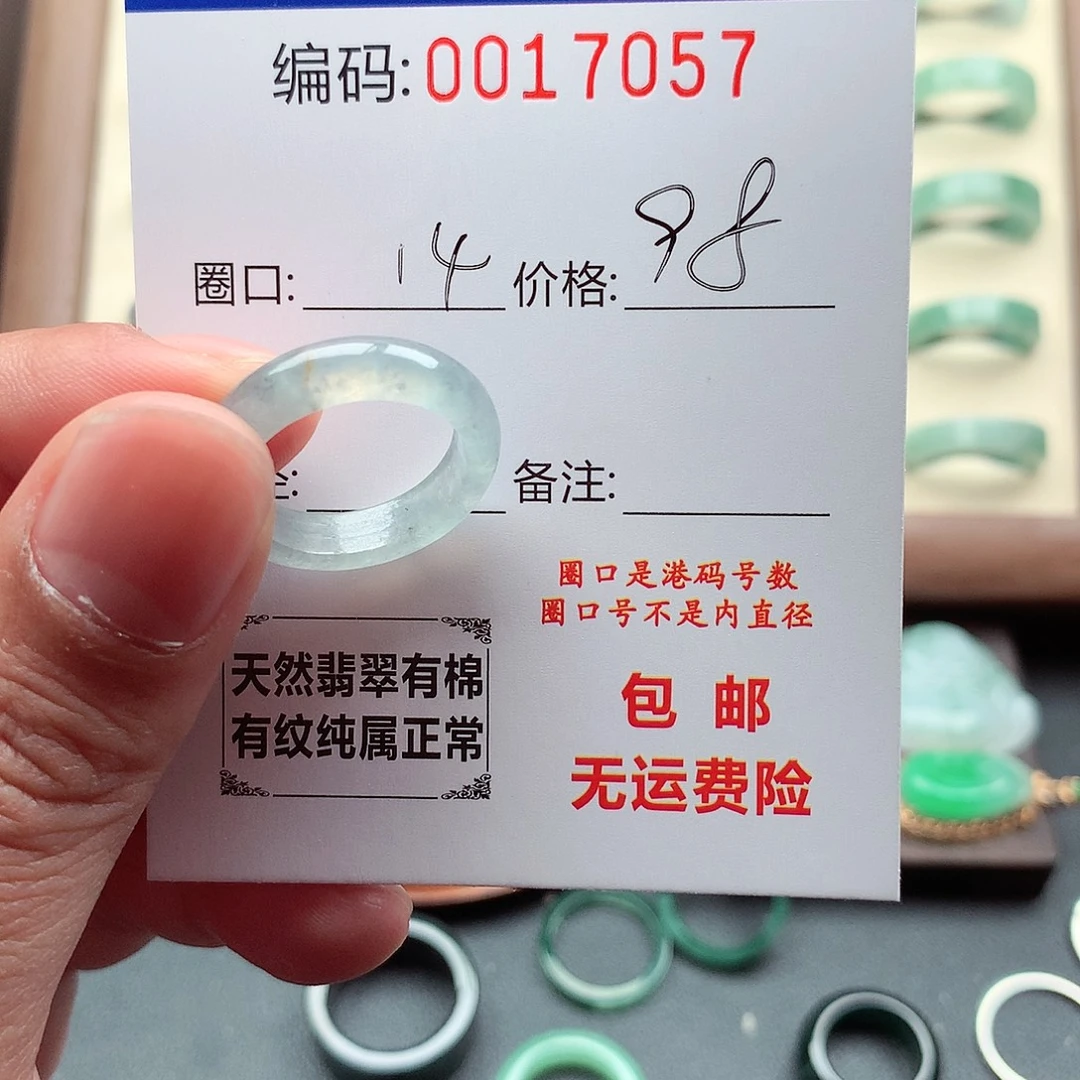 编码:0017057
圈口: 14 价格: 98
备注:
圈口是港码号数
圈口号不是内直径
天然翡翠有棉
有纹纯属正常
包邮
无运费险